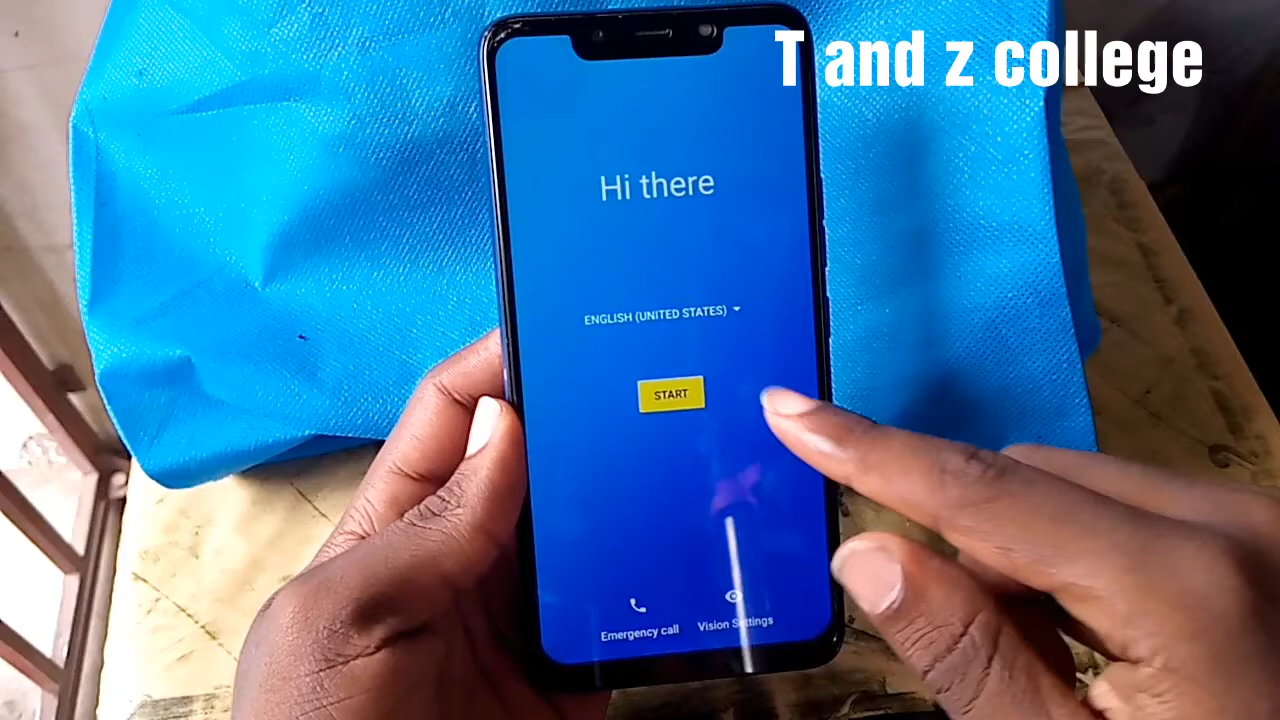 T and z college
Hi there
ENGLISH (UNITED STATES)
START
Emergency call
Vision Settings